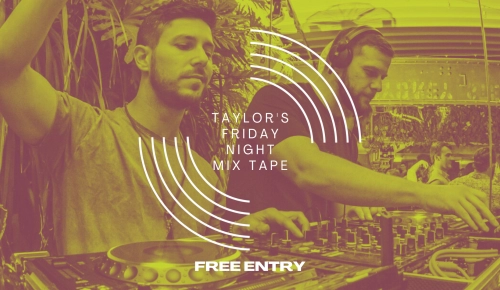 TAYLOR'S
FRIDAY
NIGHT
MIX TAPE
FREE ENTRY